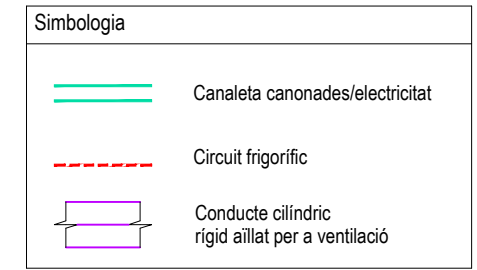 Simbologia
Canaleta canonades/electricitat
Circuit frigorífic
Conducte cilíndric
rígid aïllat per a ventilació